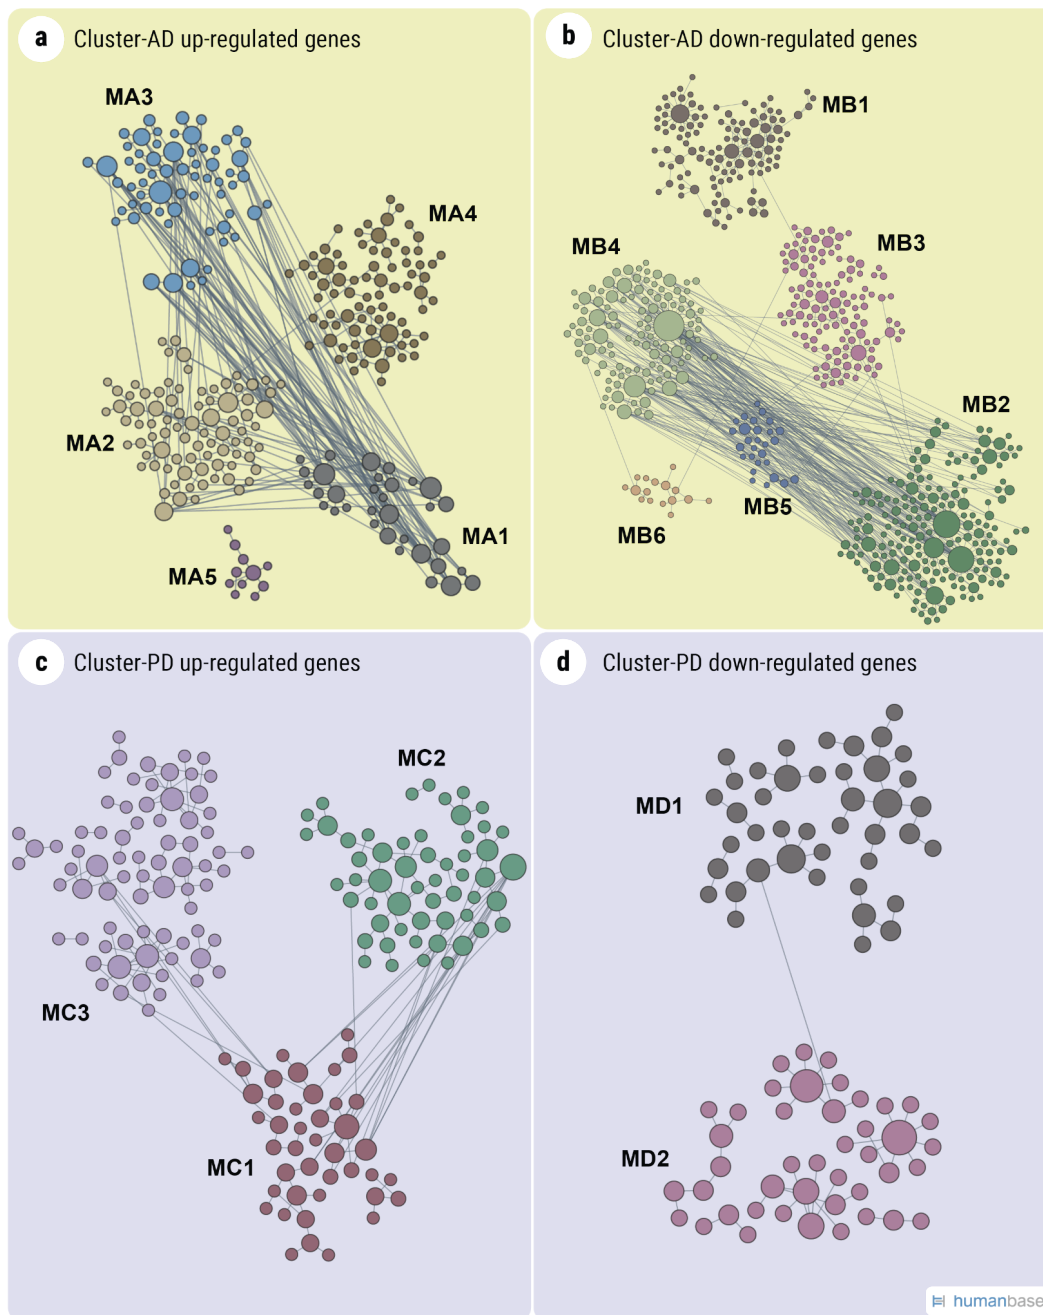 a Cluster-AD up-regulated genes
MA3
MA4
MA2
MA1
MA5
b Cluster-AD down-regulated genes
MB1
MB3
MB4
MB2
MB5
MB6
c Cluster-PD up-regulated genes
MC2
MC3
MC1
d Cluster-PD down-regulated genes
MD1
MD2
humanbase